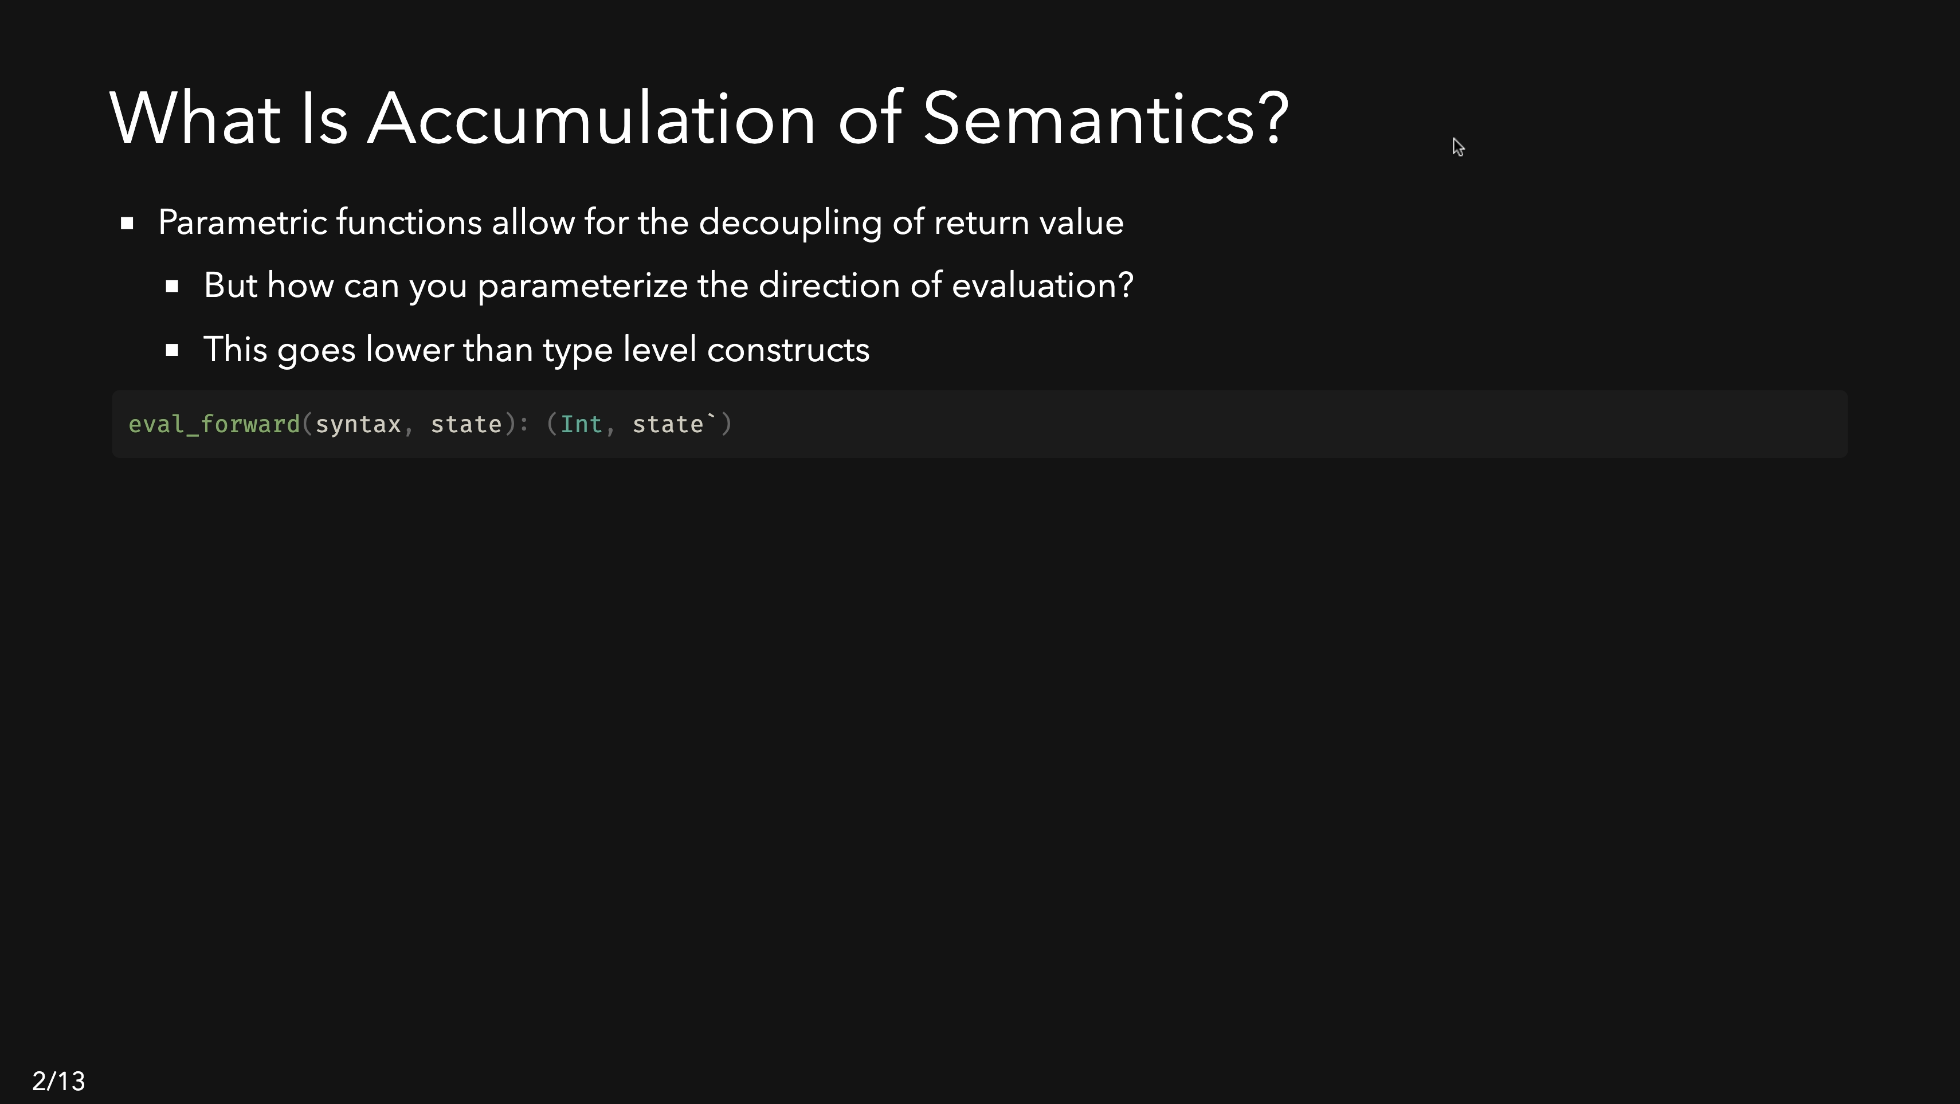 What Is Accumulation of Semantics?
Parametric functions allow for the decoupling of return value
But how can you parameterize the direction of evaluation?
This goes lower than type level constructs
eval_forward(syntax, state): (Int, state`)
2/13